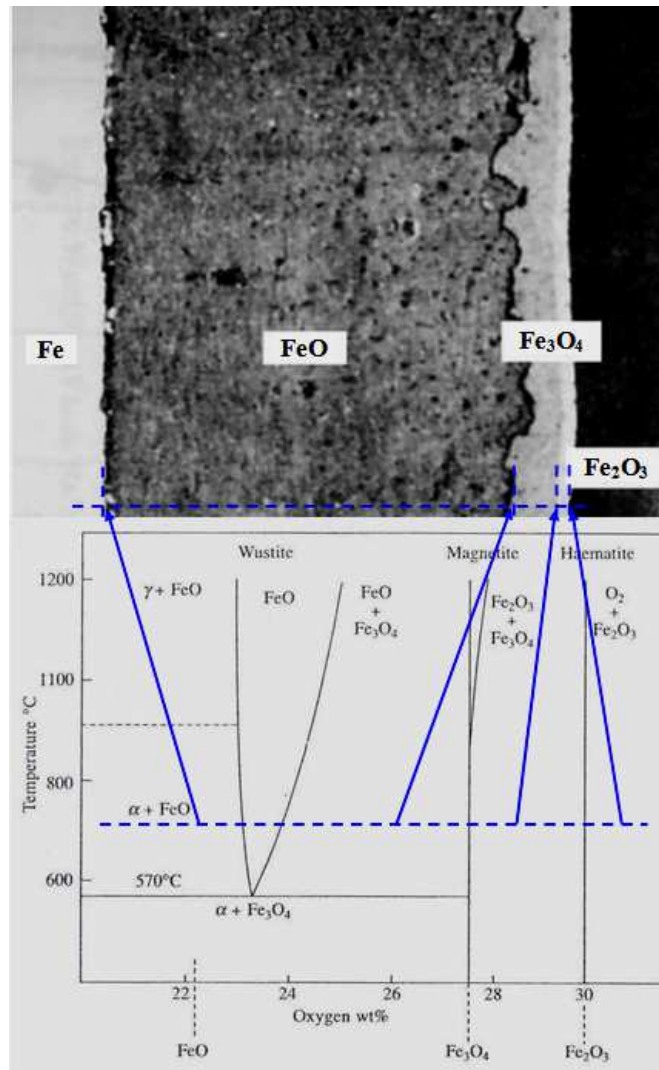 Fe
FeO
Fe₃O₄
Fe₂O₃
Wustite
Magnetite
Haematite
1200
1100
800
600
Temperature °C
γ + FeO
FeO
FeO
+
Fe₃O₄
Fe₂O₃
+
Fe₃O₄
O₂
+
Fe₂O₃
α + FeO
570°C
α + Fe₃O₄
22
24
26
28
30
Oxygen wt%
FeO
Fe₃O₄
Fe₂O₃